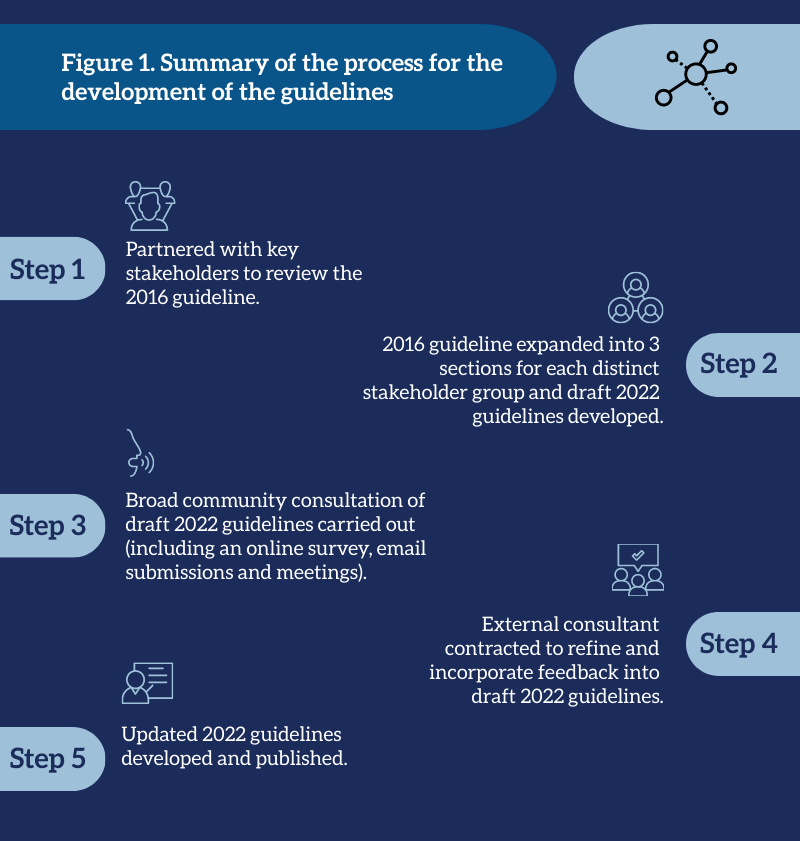 Figure 1. Summary of the process for the
development of the guidelines
Step 1
Partnered with key
stakeholders to review the
2016 guideline.
Step 2
2016 guideline expanded into 3
sections for each distinct
stakeholder group and draft 2022
guidelines developed.
Step 3
Broad community consultation of
draft 2022 guidelines carried out
(including an online survey, email
submissions and meetings).
Step 4
External consultant
contracted to refine and
incorporate feedback into
draft 2022 guidelines.
Step 5
Updated 2022 guidelines
developed and published.